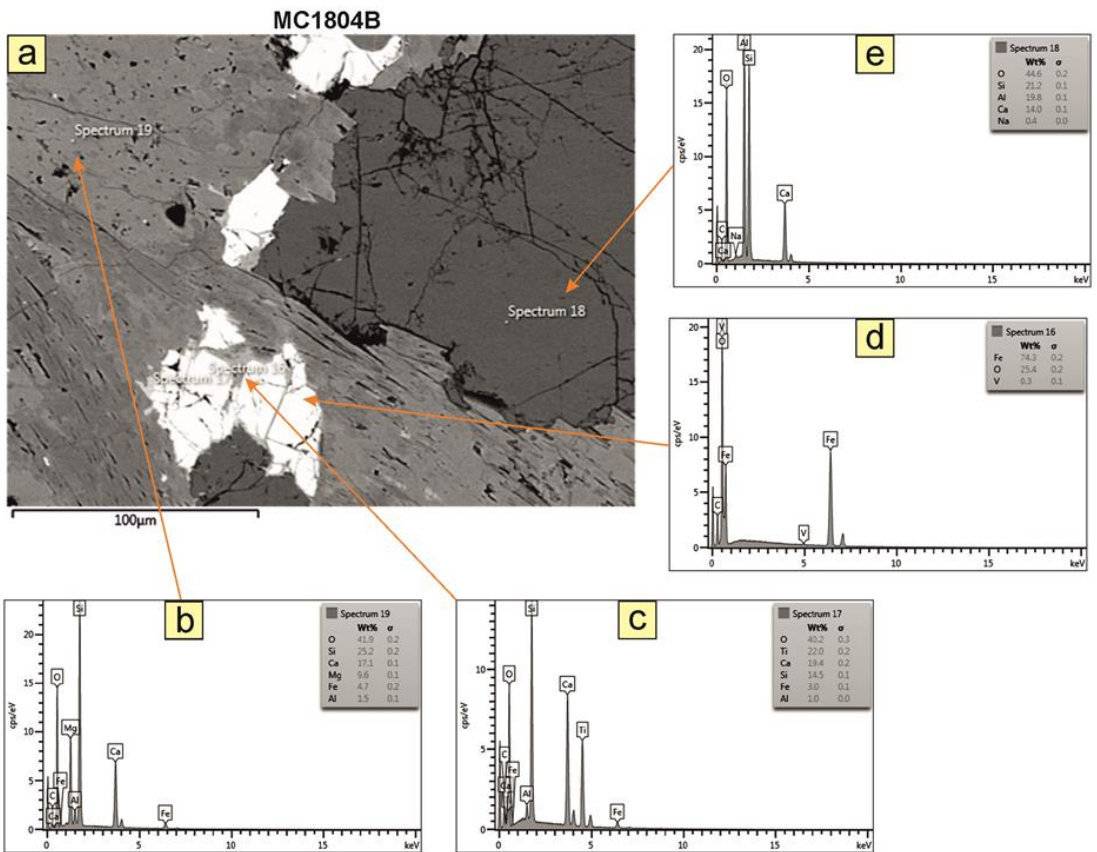 MC1804B
a
Spectrum 19
Spectrum 18
Spectrum 16
Spectrum 17
100µm
e
cps/eV
20
15
10
5
0
Al
Si
O
Ca
C
Na
Ca
0
5
10
15
keV
Spectrum 18
Wt% σ
O 44.6 0.2
Si 21.2 0.1
Al 19.8 0.1
Ca 14.0 0.1
Na 0.4 0.0
d
cps/eV
20
15
10
5
0
V
O
Fe
C
Fe
V
0
5
10
15
keV
Spectrum 16
Wt% σ
Fe 74.3 0.2
O 25.4 0.2
V 0.3 0.1
b
cps/eV
20
15
10
5
0
Si
O
Mg
Ca
Fe
C
Al
Ca
Fe
0
5
10
15
keV
Spectrum 19
Wt% σ
O 41.9 0.2
Si 25.2 0.2
Ca 17.1 0.1
Mg 9.6 0.1
Fe 4.7 0.2
Al 1.5 0.1
c
cps/eV
10
5
0
Si
O
Ca
Ti
C
Fe
Ca
Al
Fe
0
5
10
15
keV
Spectrum 17
Wt% σ
O 40.2 0.3
Ti 22.0 0.2
Ca 19.4 0.2
Si 14.5 0.1
Fe 3.0 0.1
Al 1.0 0.0